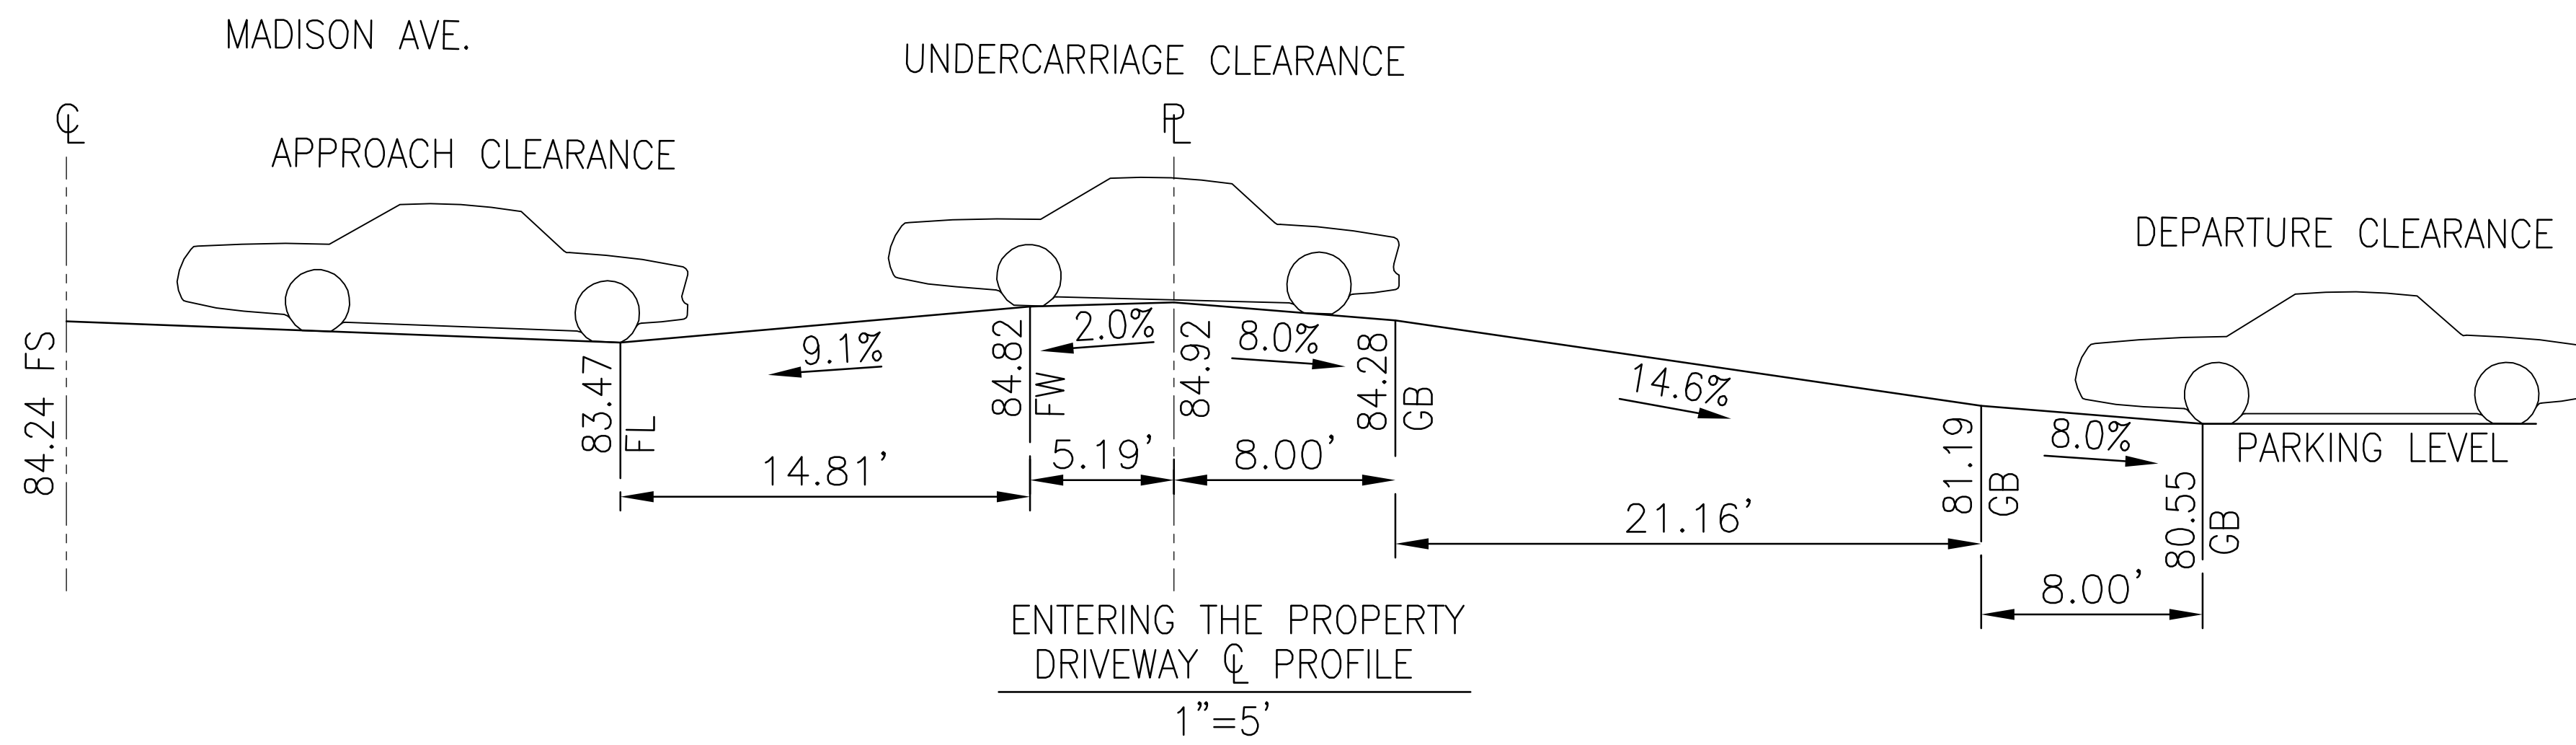 MADISON AVE.
UNDERCARRIAGE CLEARANCE
℄
PL
APPROACH CLEARANCE
DEPARTURE CLEARANCE
84.24 FS
83.47
FL
9.1%
84.82
FW
2.0%
84.92
8.0%
84.28
GB
14.6%
81.19
GB
8.0%
80.55
GB
PARKING LEVEL
14.81'
5.19'
8.00'
21.16'
8.00'
ENTERING THE PROPERTY
DRIVEWAY ℄ PROFILE
1"=5'